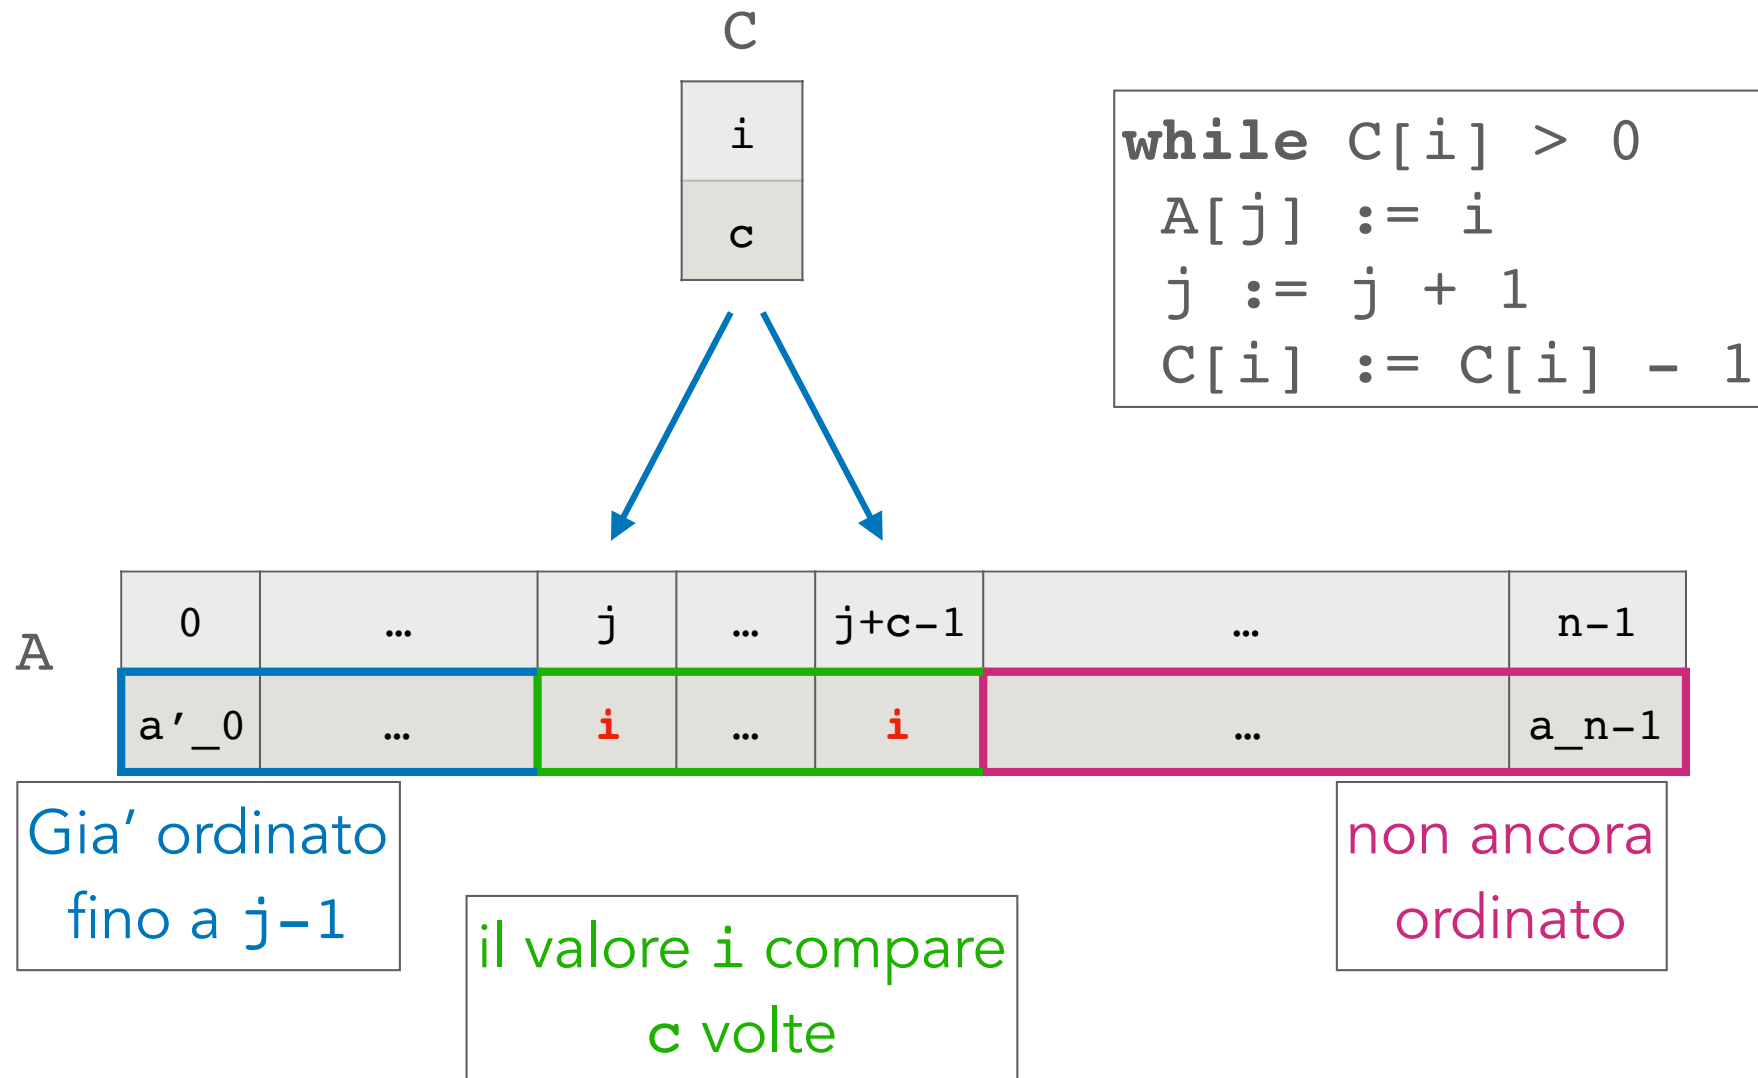 C
i
c
while C[i] > 0
A[j] := i
j := j + 1
C[i] := C[i] - 1
A
0 … j … j+c-1 … n-1
a’_0 … i … i … a_n-1
Gia’ ordinato
fino a j-1
il valore i compare
c volte
non ancora
ordinato